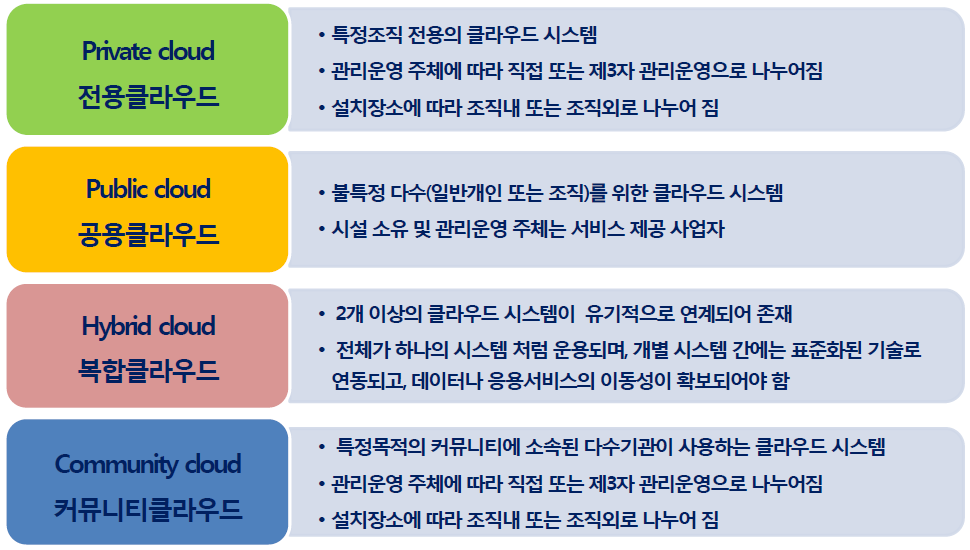 Private cloud
전용클라우드
• 특정조직 전용의 클라우드 시스템
• 관리운영 주체에 따라 직접 또는 제3자 관리운영으로 나누어짐
• 설치장소에 따라 조직내 또는 조직외로 나누어 짐
Public cloud
공용클라우드
• 불특정 다수(일반개인 또는 조직)를 위한 클라우드 시스템
• 시설 소유 및 관리운영 주체는 서비스 제공 사업자
Hybrid cloud
복합클라우드
• 2개 이상의 클라우드 시스템이 유기적으로 연계되어 존재
• 전체가 하나의 시스템 처럼 운용되며, 개별 시스템 간에는 표준화된 기술로
연동되고, 데이터나 응용서비스의 이동성이 확보되어야 함
Community cloud
커뮤니티클라우드
• 특정목적의 커뮤니티에 소속된 다수기관이 사용하는 클라우드 시스템
• 관리운영 주체에 따라 직접 또는 제3자 관리운영으로 나누어짐
• 설치장소에 따라 조직내 또는 조직외로 나누어 짐